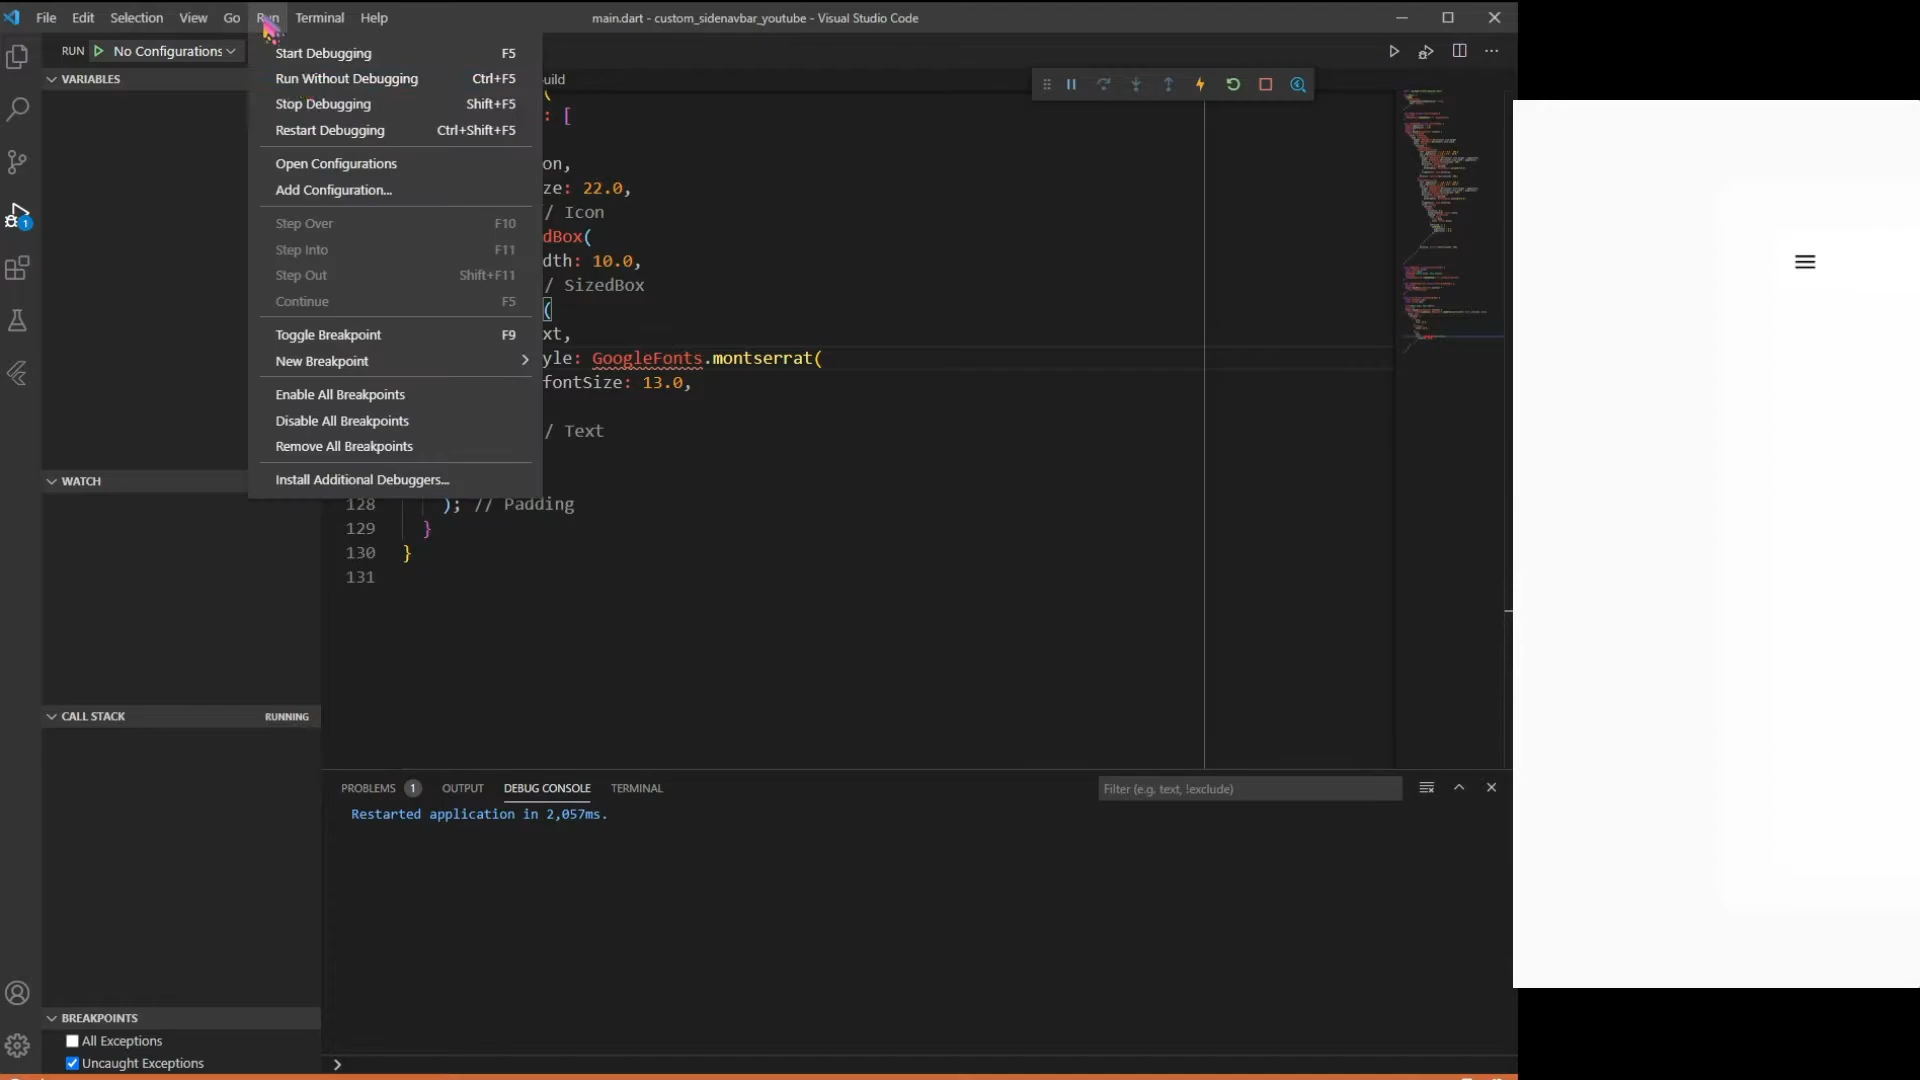 File Edit Selection View Go Run Terminal Help
main.dart - custom_sidenavbar_youtube - Visual Studio Code
RUN No Configurations
VARIABLES
Start Debugging F5
Run Without Debugging Ctrl+F5
Stop Debugging Shift+F5
Restart Debugging Ctrl+Shift+F5
Open Configurations
Add Configuration...
Step Over F10
Step Into F11
Step Out Shift+F11
Continue F5
Toggle Breakpoint F9
New Breakpoint
Enable All Breakpoints
Disable All Breakpoints
Remove All Breakpoints
Install Additional Debuggers...
uild
(
: [
on,
ze: 22.0,
/ Icon
dBox(
dth: 10.0,
/ SizedBox
(
xt,
yle: GoogleFonts.montserrat(
fontSize: 13.0,
/ Text
128 ); // Padding
129 }
130 }
131
1
WATCH
CALL STACK RUNNING
PROBLEMS 1 OUTPUT DEBUG CONSOLE TERMINAL
Filter (e.g. text, !exclude)
Restarted application in 2,057ms.
BREAKPOINTS
All Exceptions
Uncaught Exceptions